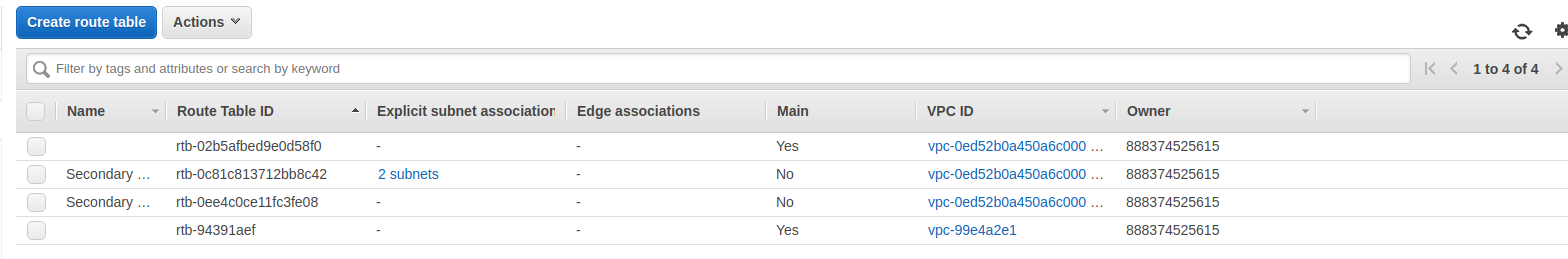 Create route table Actions
Filter by tags and attributes or search by keyword 1 to 4 of 4
Name Route Table ID Explicit subnet association Edge associations Main VPC ID Owner
rtb-02b5afbed9e0d58f0 - - Yes vpc-0ed52b0a450a6c000 ... 888374525615
Secondary ... rtb-0c81c813712bb8c42 2 subnets - No vpc-0ed52b0a450a6c000 ... 888374525615
Secondary ... rtb-0ee4c0ce11fc3fe08 - - No vpc-0ed52b0a450a6c000 ... 888374525615
rtb-94391aef - - Yes vpc-99e4a2e1 888374525615